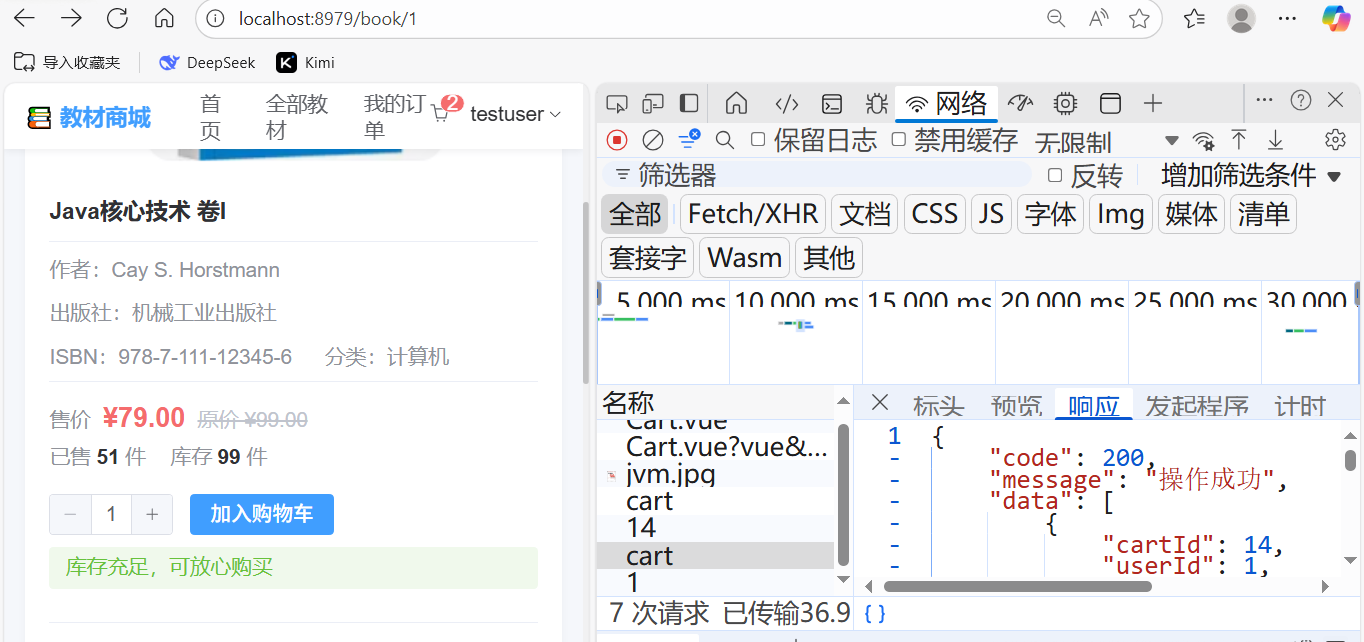 localhost:8979/book/1
导入收藏夹 DeepSeek Kimi
教材商城 首页 全部教材 我的订单 2 testuser
Java核心技术 卷I
作者：Cay S. Horstmann
出版社：机械工业出版社
ISBN：978-7-111-12345-6 分类：计算机
售价 ¥79.00 原价 ¥99.00
已售 51 件 库存 99 件
1 加入购物车
库存充足，可放心购买
网络
保留日志 禁用缓存 无限制
筛选器 反转 增加筛选条件
全部 Fetch/XHR 文档 CSS JS 字体 Img 媒体 清单
套接字 Wasm 其他
5,000 ms 10,000 ms 15,000 ms 20,000 ms 25,000 ms 30,000
名称
Cart.vue
Cart.vue?vue&...
jvm.jpg
cart
14
cart
1
7 次请求 已传输36.9
标头 预览 响应 发起程序 计时
1 {
- "code": 200,
- "message": "操作成功",
- "data": [
- {
- "cartId": 14,
- "userId": 1,
{ }